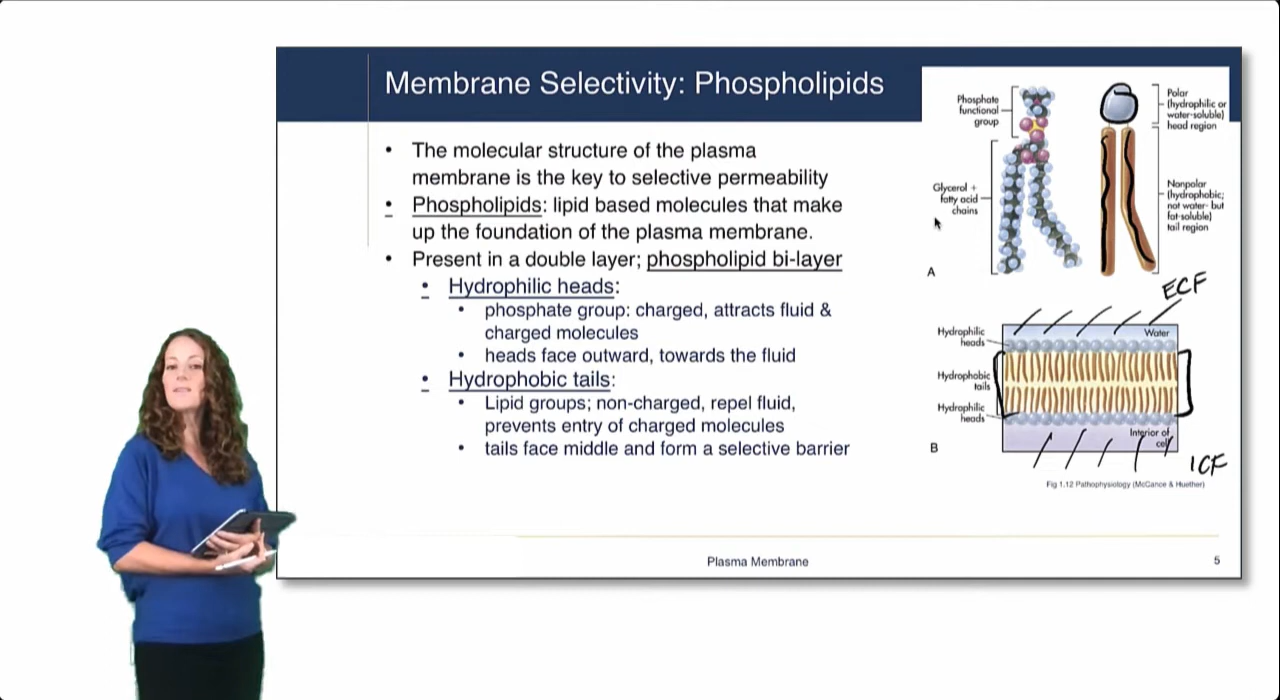 Membrane Selectivity: Phospholipids
• The molecular structure of the plasma
membrane is the key to selective permeability
• Phospholipids: lipid based molecules that make
up the foundation of the plasma membrane.
• Present in a double layer; phospholipid bi-layer
• Hydrophilic heads:
• phosphate group: charged, attracts fluid &
charged molecules
• heads face outward, towards the fluid
• Hydrophobic tails:
• Lipid groups; non-charged, repel fluid,
prevents entry of charged molecules
• tails face middle and form a selective barrier
Phosphate
functional
group
Glycerol +
fatty acid
chains
Polar
(hydrophilic or
water-soluble)
head region
Nonpolar
(hydrophobic;
not water- but
fat-soluble)
tail region
A
ECF
Water
Hydrophilic
heads
Hydrophobic
tails
Hydrophilic
heads
Interior of
cell
B
ICF
Fig 1.12 Pathophysiology (McCance & Huether)
Plasma Membrane
5